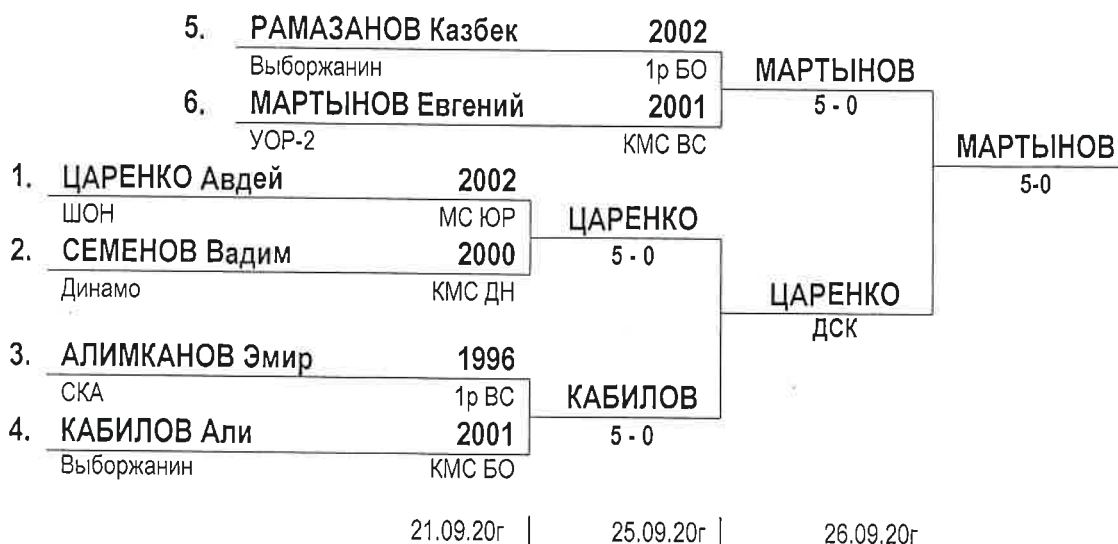 5. РАМАЗАНОВ Казбек 2002
Выборжанин 1р БО
МАРТЫНОВ
5 - 0
6. МАРТЫНОВ Евгений 2001
УОР-2 КМС ВС
МАРТЫНОВ
5-0
1. ЦАРЕНКО Авдей 2002
ШОН МС ЮР
ЦАРЕНКО
5 - 0
2. СЕМЕНОВ Вадим 2000
Динамо КМС ДН
ЦАРЕНКО
ДСК
3. АЛИМКАНОВ Эмир 1996
СКА 1р ВС
КАБИЛОВ
5 - 0
4. КАБИЛОВ Али 2001
Выборжанин КМС БО
21.09.20г 25.09.20г 26.09.20г